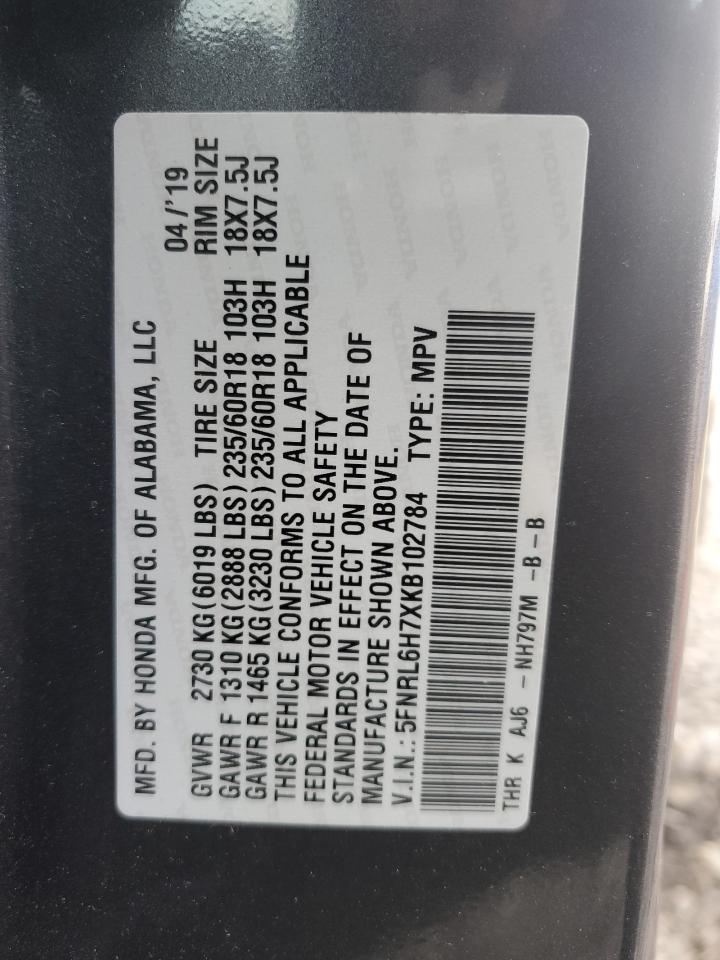 MFD. BY HONDA MFG. OF ALABAMA, LLC
04/'19
GVWR 2730 KG(6019 LBS) TIRE SIZE RIM SIZE
GAWR F 1310 KG(2888 LBS) 235/60R18 103H 18X7.5J
GAWR R 1465 KG(3230 LBS) 235/60R18 103H 18X7.5J
THIS VEHICLE CONFORMS TO ALL APPLICABLE
FEDERAL MOTOR VEHICLE SAFETY
STANDARDS IN EFFECT ON THE DATE OF
MANUFACTURE SHOWN ABOVE.
V.I.N.: 5FNRL6H7XKB102784 TYPE: MPV
THR K AJ6 - NH797M -B - B